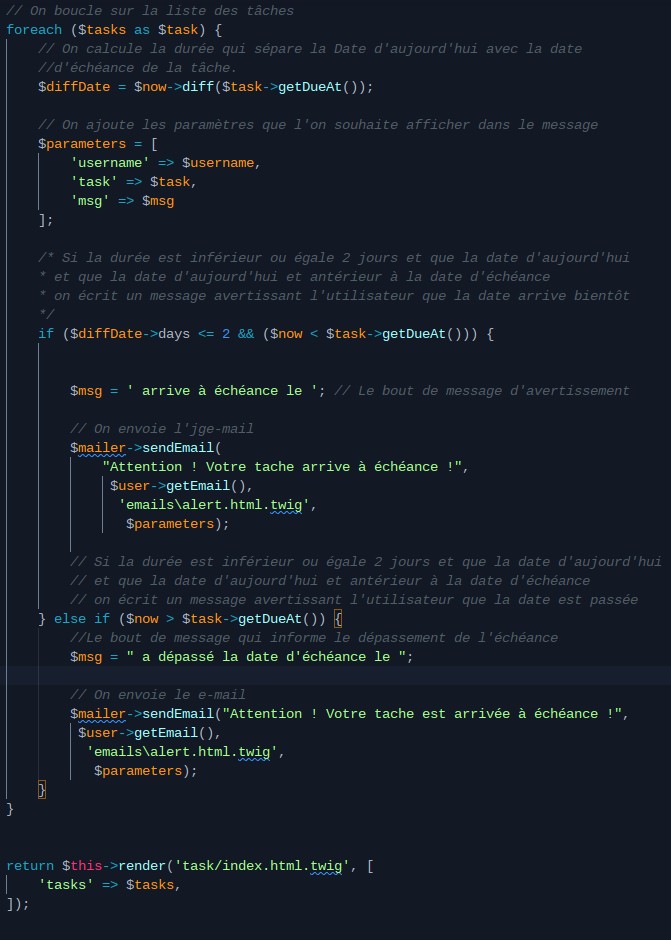 // On boucle sur la liste des tâches
foreach ($tasks as $task) {
    // On calcule la durée qui sépare la Date d'aujourd'hui avec la date
    //d'échéance de la tâche.
    $diffDate = $now->diff($task->getDueAt());

    // On ajoute les paramètres que l'on souhaite afficher dans le message
    $parameters = [
        'username' => $username,
        'task' => $task,
        'msg' => $msg
    ];

    /* Si la durée est inférieur ou égale 2 jours et que la date d'aujourd'hui
    * et que la date d'aujourd'hui et antérieur à la date d'échéance
    * on écrit un message avertissant l'utilisateur que la date arrive bientôt
    */
    if ($diffDate->days <= 2 && ($now < $task->getDueAt())) {


        $msg = ' arrive à échéance le '; // Le bout de message d'avertissement

        // On envoie l'jge-mail
        $mailer->sendEmail(
            "Attention ! Votre tache arrive à échéance !",
             $user->getEmail(),
              'emails\alert.html.twig',
               $parameters);

        // Si la durée est inférieur ou égale 2 jours et que la date d'aujourd'hui
        // et que la date d'aujourd'hui et antérieur à la date d'échéance
        // on écrit un message avertissant l'utilisateur que la date est passée
    } else if ($now > $task->getDueAt()) {
        //Le bout de message qui informe le dépassement de l'échéance
        $msg = " a dépassé la date d'échéance le ";

        // On envoie le e-mail
        $mailer->sendEmail("Attention ! Votre tache est arrivée à échéance !",
         $user->getEmail(),
          'emails\alert.html.twig',
           $parameters);
    }
}


return $this->render('task/index.html.twig', [
    'tasks' => $tasks,
]);